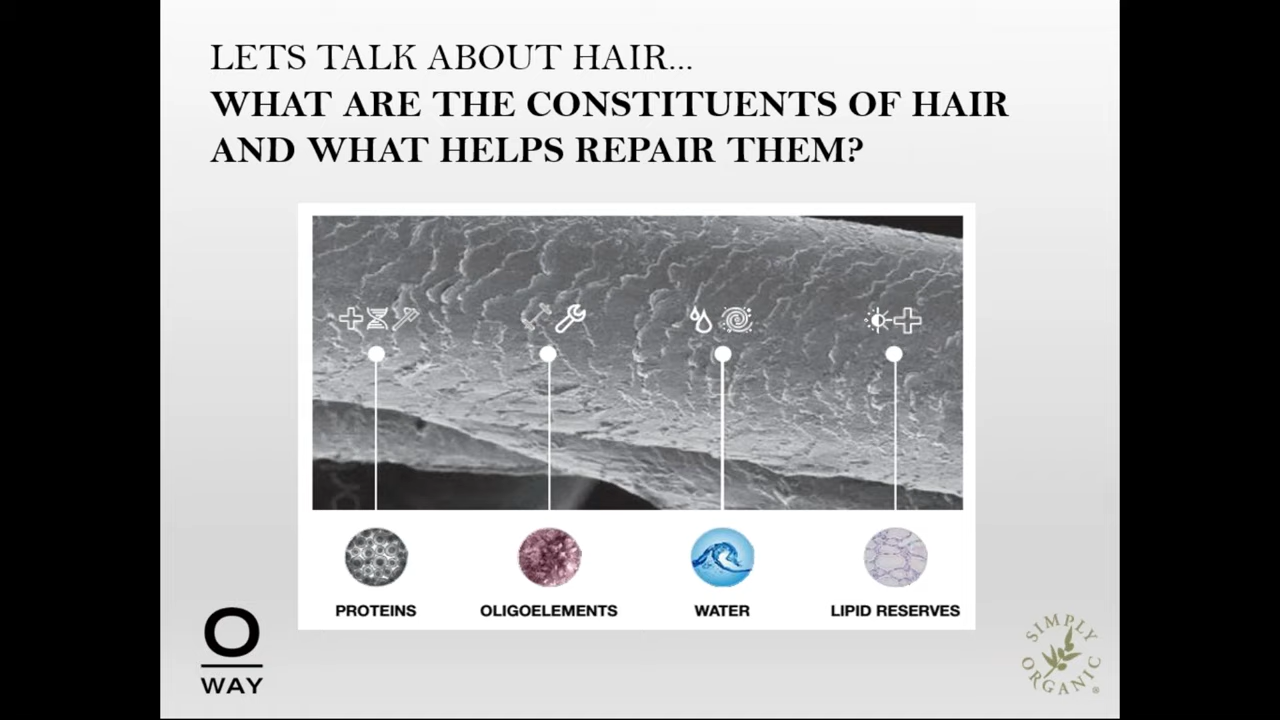 LETS TALK ABOUT HAIR...
WHAT ARE THE CONSTITUENTS OF HAIR
AND WHAT HELPS REPAIR THEM?
PROTEINS
OLIGOELEMENTS
WATER
LIPID RESERVES
O
WAY
SIMPLY
ORGANIC
®